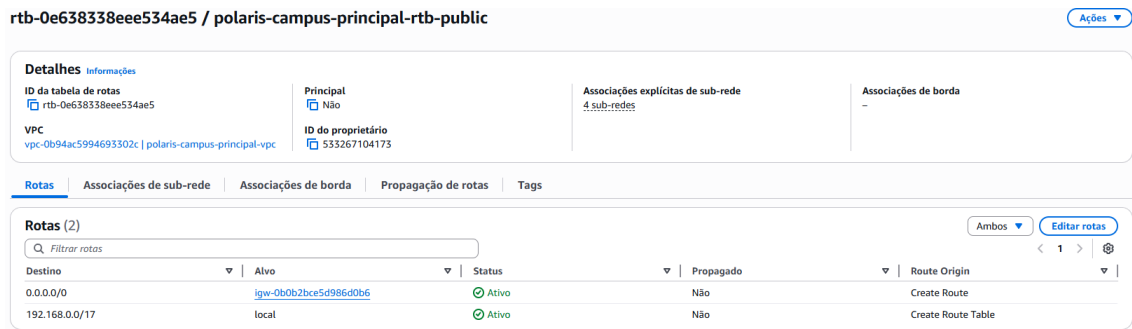 rtb-0e638338eee534ae5 / polaris-campus-principal-rtb-public
Ações
Detalhes Informações
ID da tabela de rotas
rtb-0e638338eee534ae5
Principal
Não
Associações explícitas de sub-rede
4 sub-redes
Associações de borda
–
VPC
vpc-0b94ac5994693302c | polaris-campus-principal-vpc
ID do proprietário
533267104173
Rotas Associações de sub-rede Associações de borda Propagação de rotas Tags
Rotas (2)
Ambos Editar rotas
Filtrar rotas
1
Destino Alvo Status Propagado Route Origin
0.0.0.0/0 igw-0b0b2bce5d986d0b6 Ativo Não Create Route
192.168.0.0/17 local Ativo Não Create Route Table